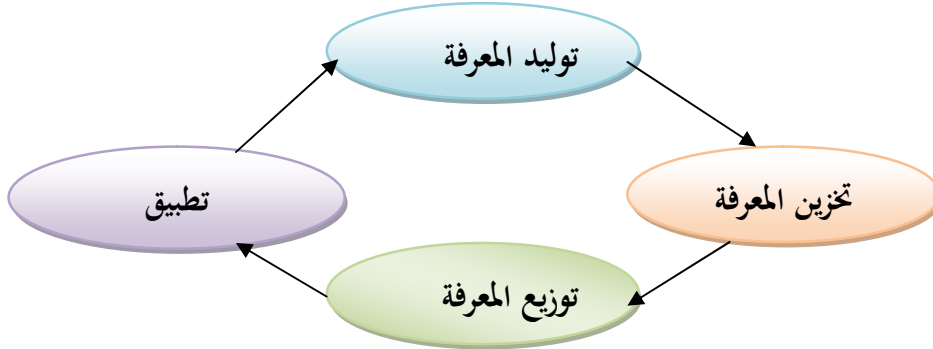 توليد المعرفة
تخزين المعرفة
تطبيق
توزيع المعرفة